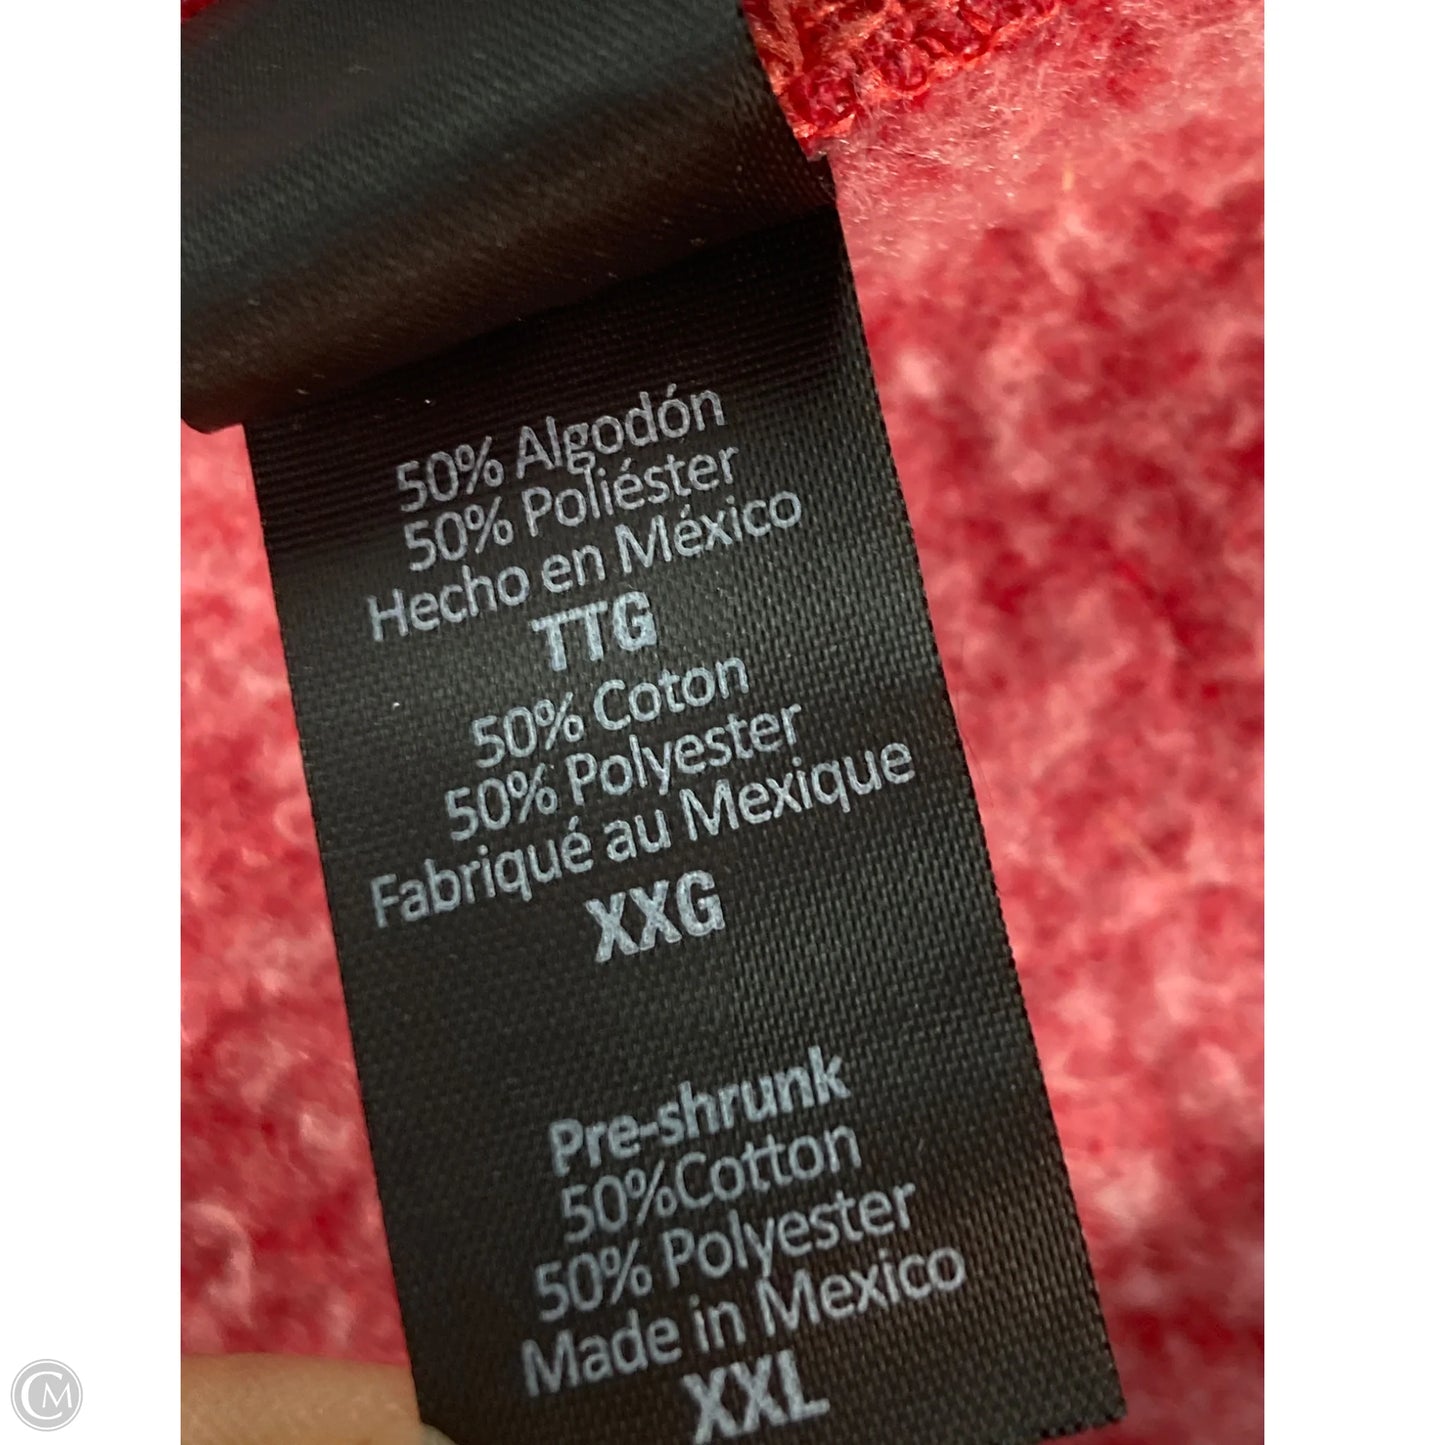 50% Algodón
50% Poliéster
Hecho en México
TTG
50% Coton
50% Polyester
Fabriqué au Mexique
XXG
Pre-shrunk
50%Cotton
50% Polyester
Made in Mexico
XXL
CM